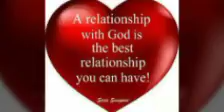 A relationship
with God is
the best
relationship
you can have!